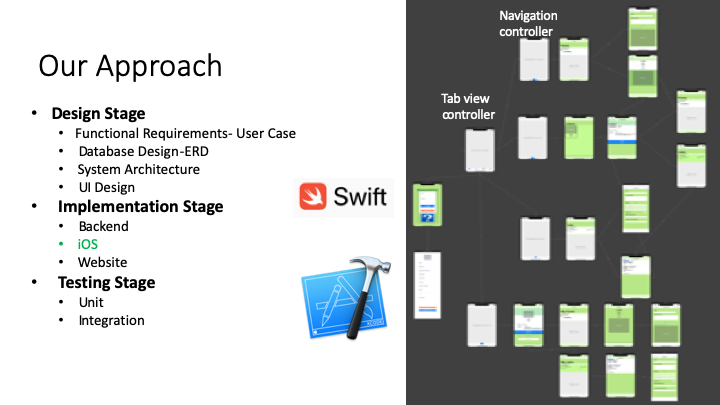 Our Approach
• Design Stage
• Functional Requirements- User Case
• Database Design-ERD
• System Architecture
• UI Design
• Implementation Stage
• Backend
• iOS
• Website
• Testing Stage
• Unit
• Integration
Swift
Navigation
controller
Tab view
controller